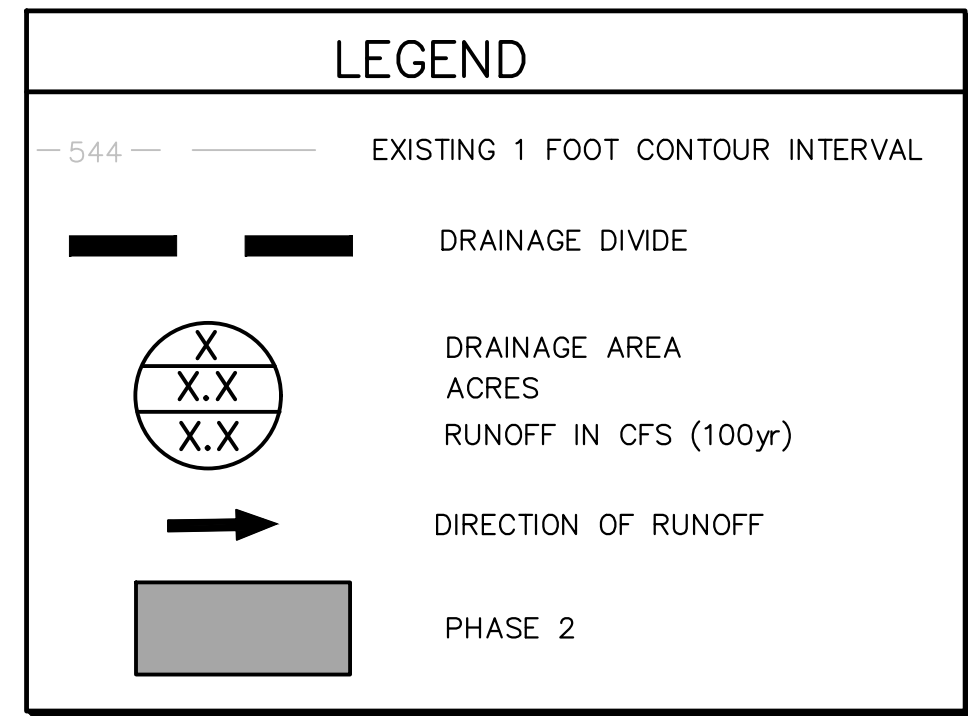 LEGEND
544 EXISTING 1 FOOT CONTOUR INTERVAL
DRAINAGE DIVIDE
X DRAINAGE AREA
X.X ACRES
X.X RUNOFF IN CFS (100yr)
DIRECTION OF RUNOFF
PHASE 2